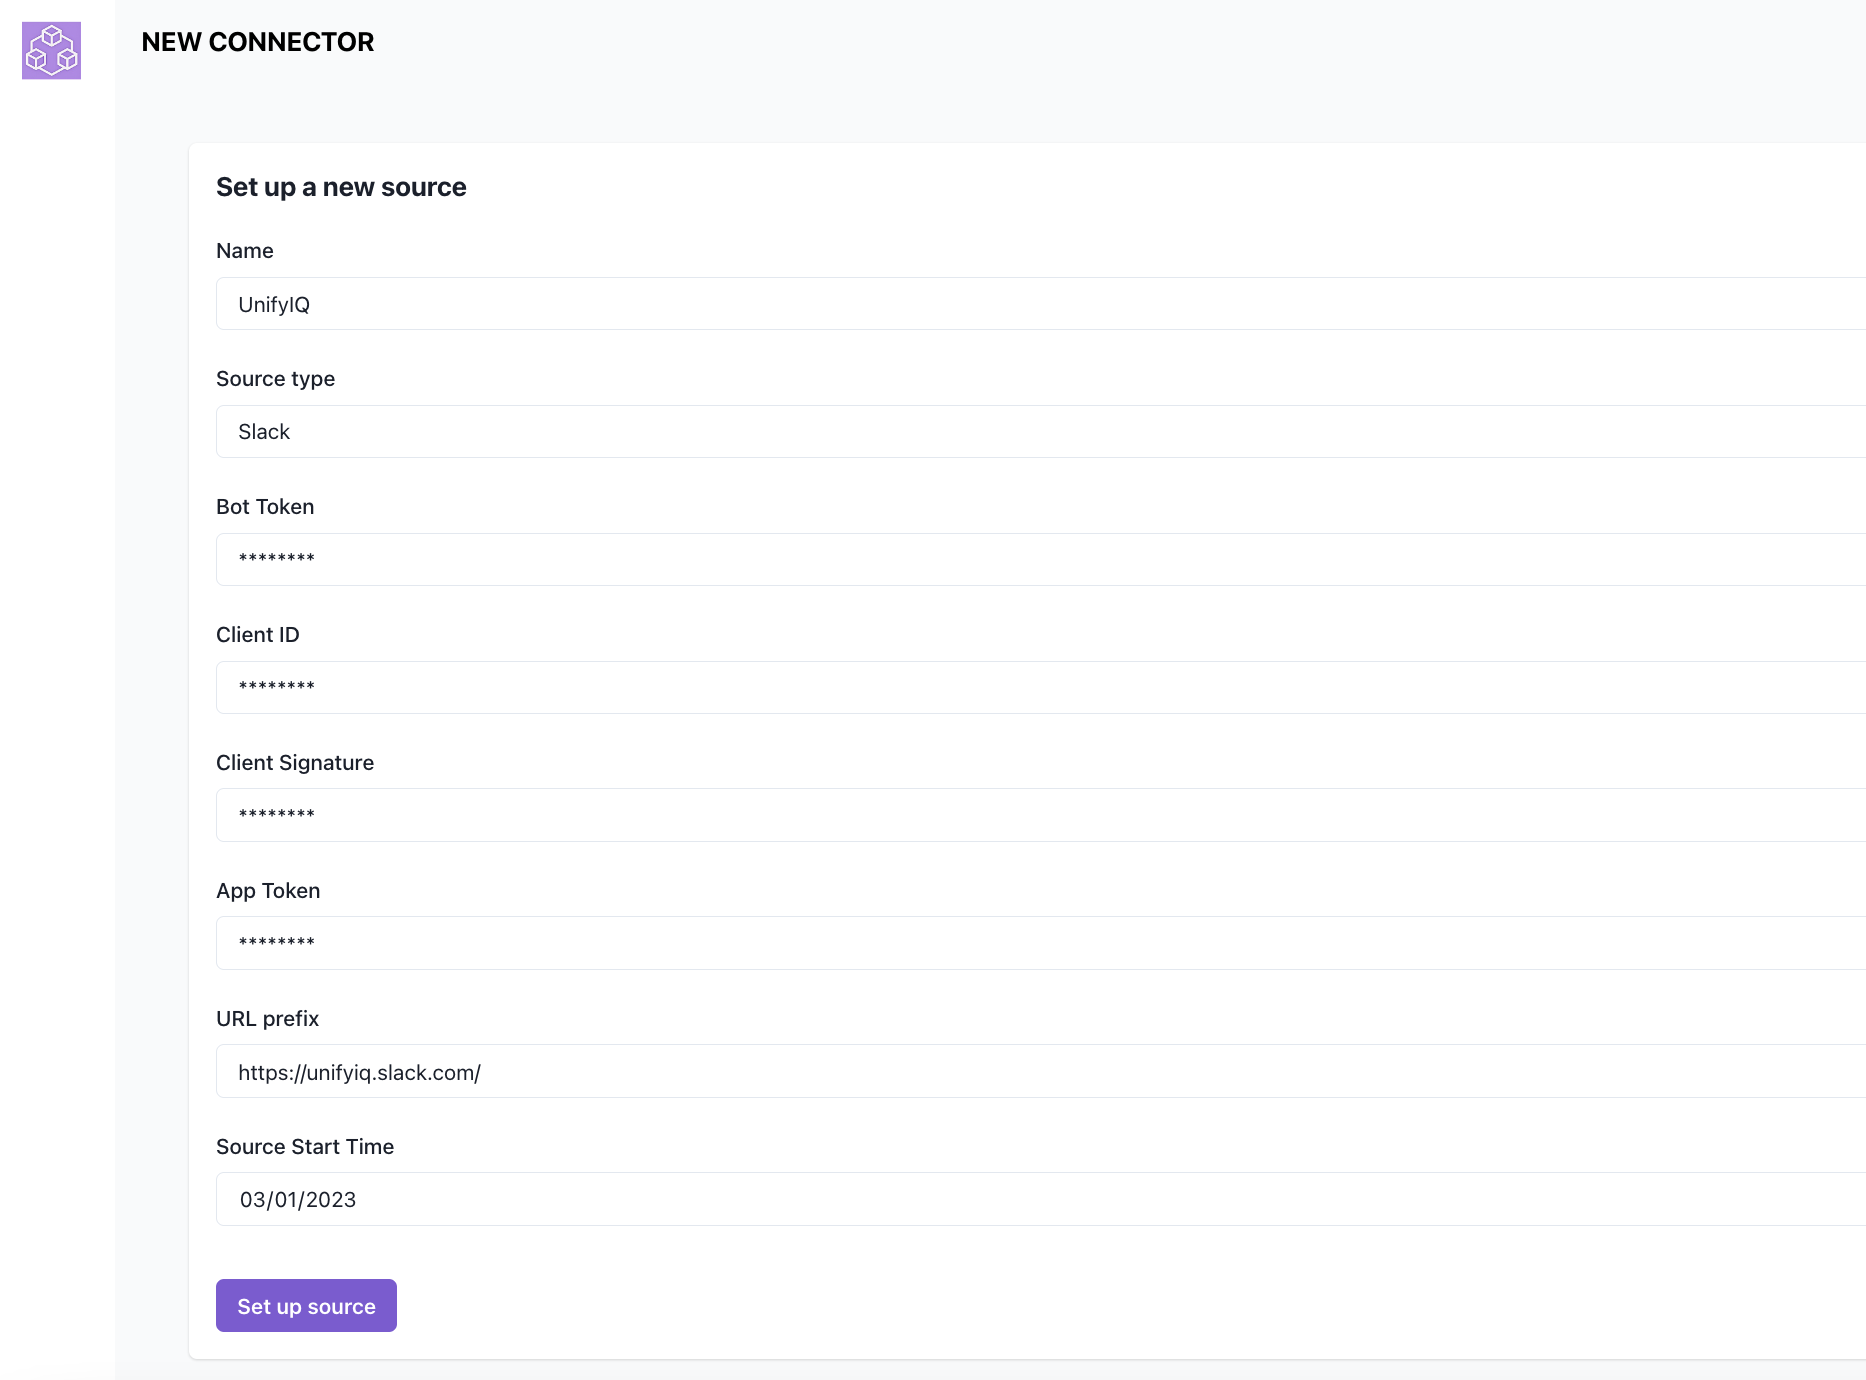 NEW CONNECTOR
Set up a new source
Name
UnifyIQ
Source type
Slack
Bot Token
********
Client ID
********
Client Signature
********
App Token
********
URL prefix
https://unifyiq.slack.com/
Source Start Time
03/01/2023
Set up source